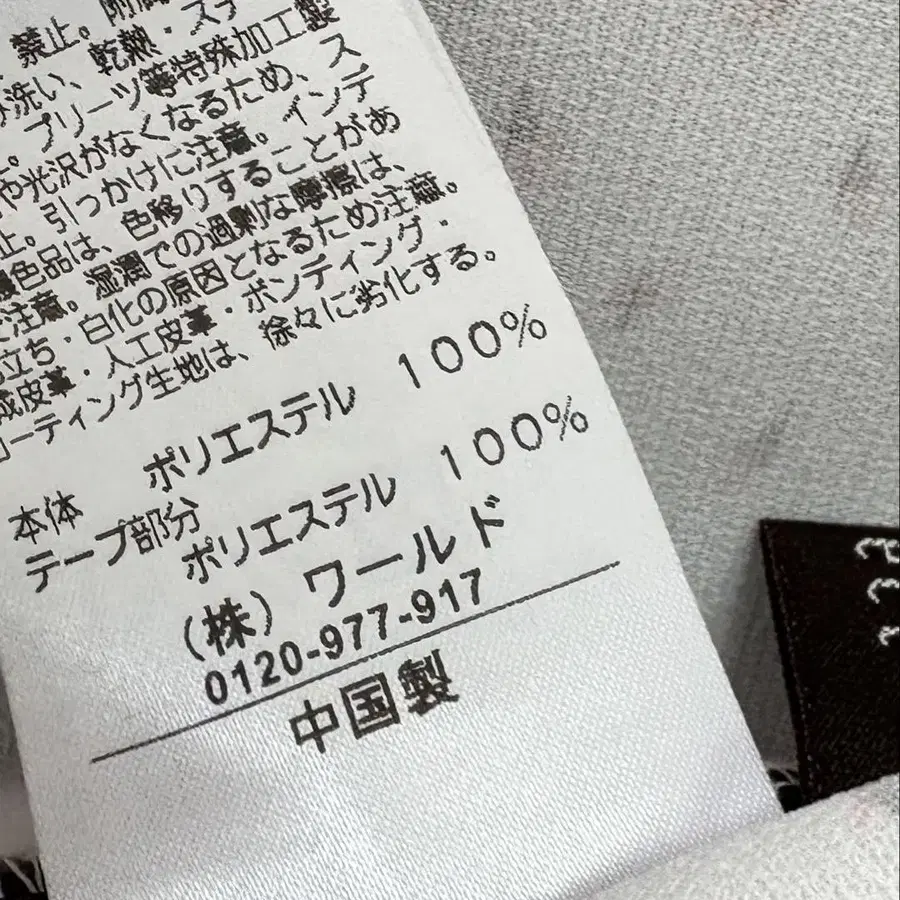 禁止。
み洗い、乾熱・スチ
プリーツ等特殊加工製
や光沢がなくなるため、ス
止。引っかけに注意。インデ
色品は、色移りすることがあ
で注意。湿潤での過剰な摩擦は、
立ち・白化の原因となるため注意。
成皮革・人工皮革・ボンディング・
コーティング生地は、徐々に劣化する。
本体 ポリエステル 100%
テープ部分
ポリエステル 100%
(株) ワールド
0120-977-917
中国製